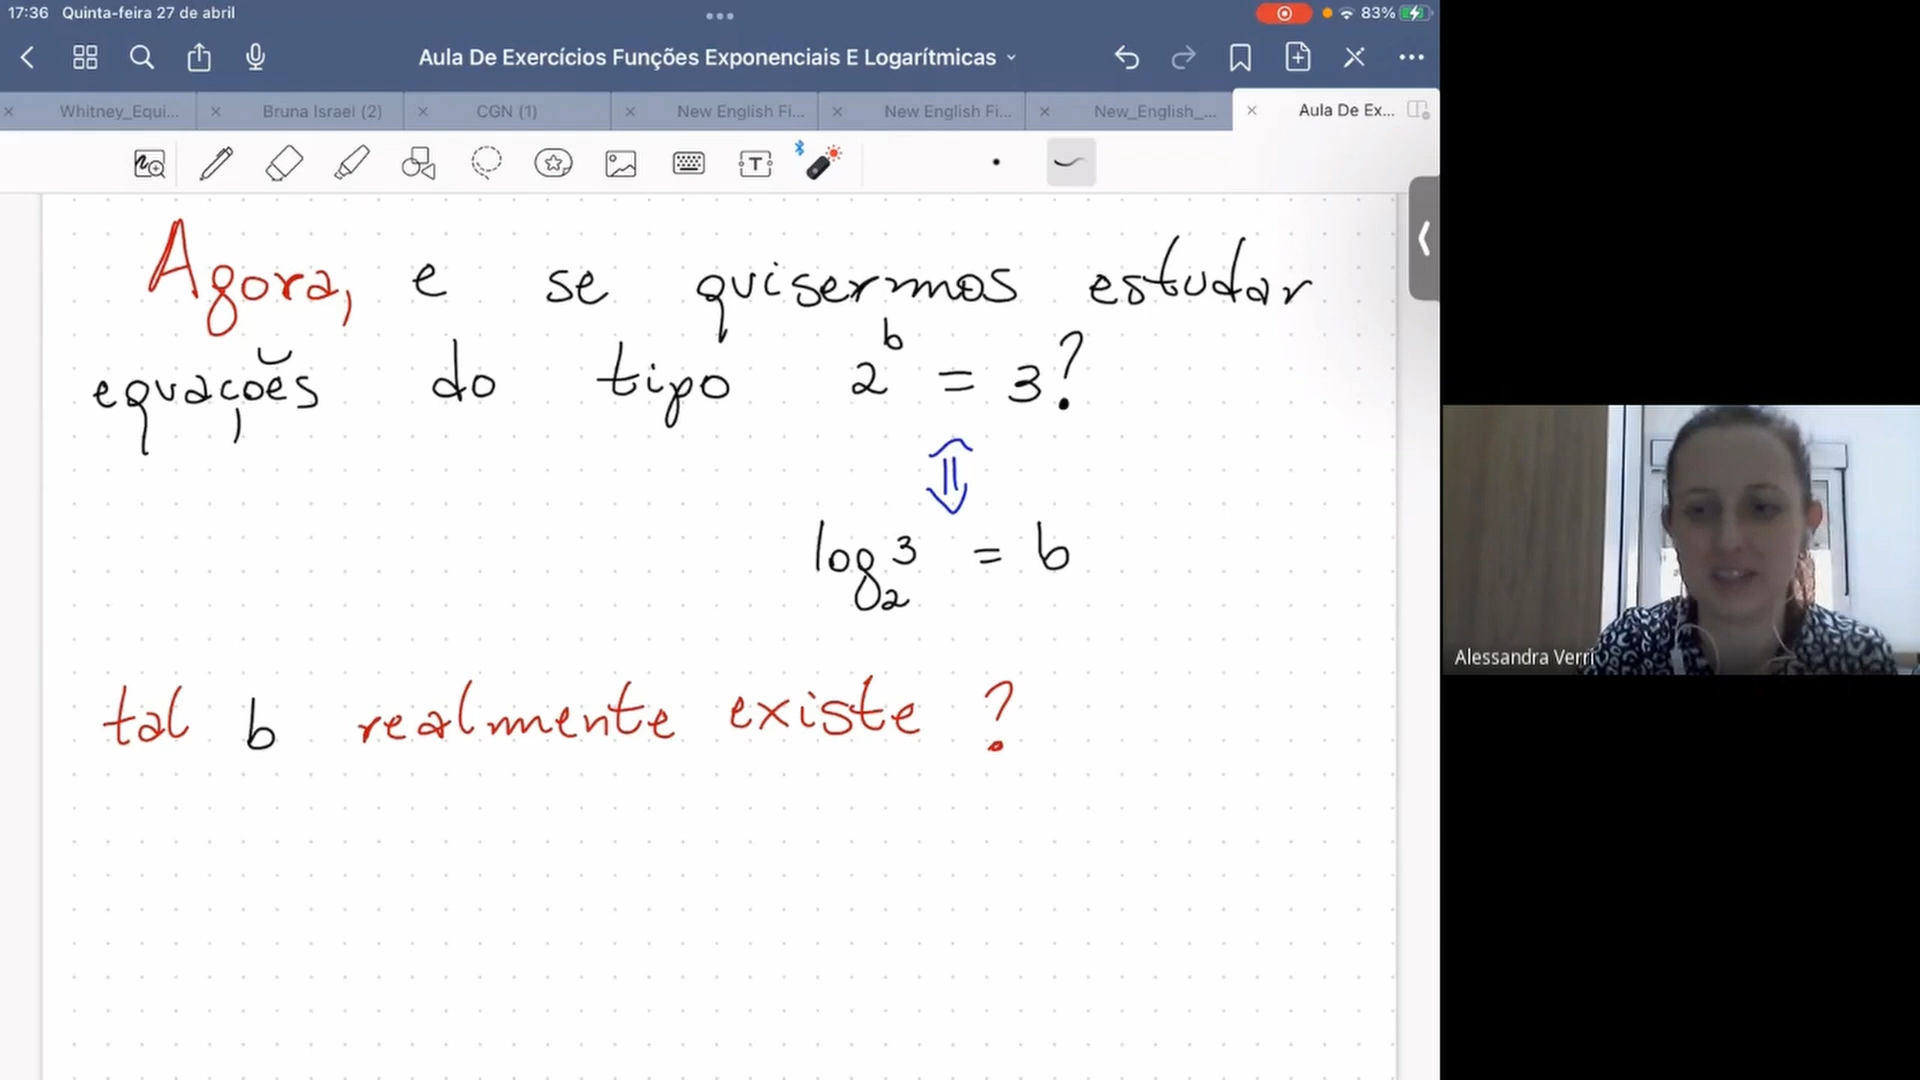 17:36 Quinta-feira 27 de abril
83%
Aula De Exercícios Funções Exponenciais E Logarítmicas
Whitney_Equi...
Bruna Israel (2)
CGN (1)
New English Fi...
New English Fi...
New_English_...
Aula De Ex...
Agora, e se quisermos estudar
equações do tipo 2^b = 3?
⇕
log_2 3 = b
tal b realmente existe ?
Alessandra Verri